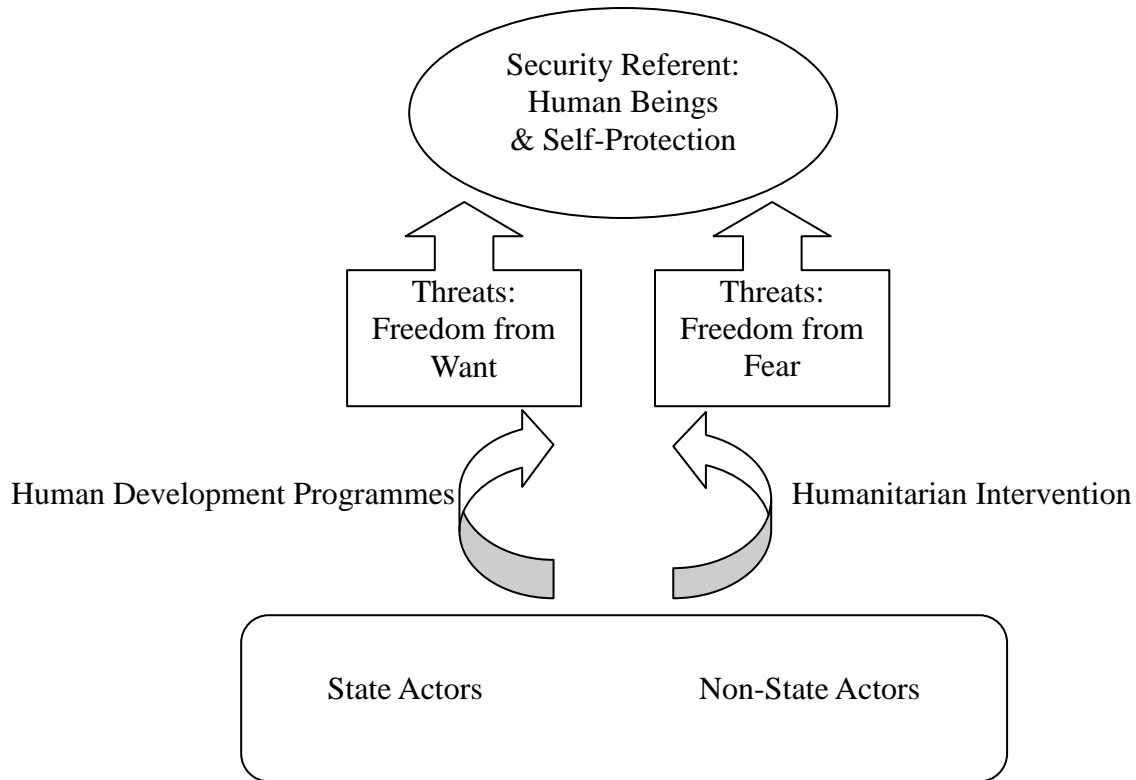 Security Referent:
Human Beings
& Self-Protection
Threats:
Freedom from
Want
Threats:
Freedom from
Fear
Human Development Programmes
Humanitarian Intervention
State Actors
Non-State Actors